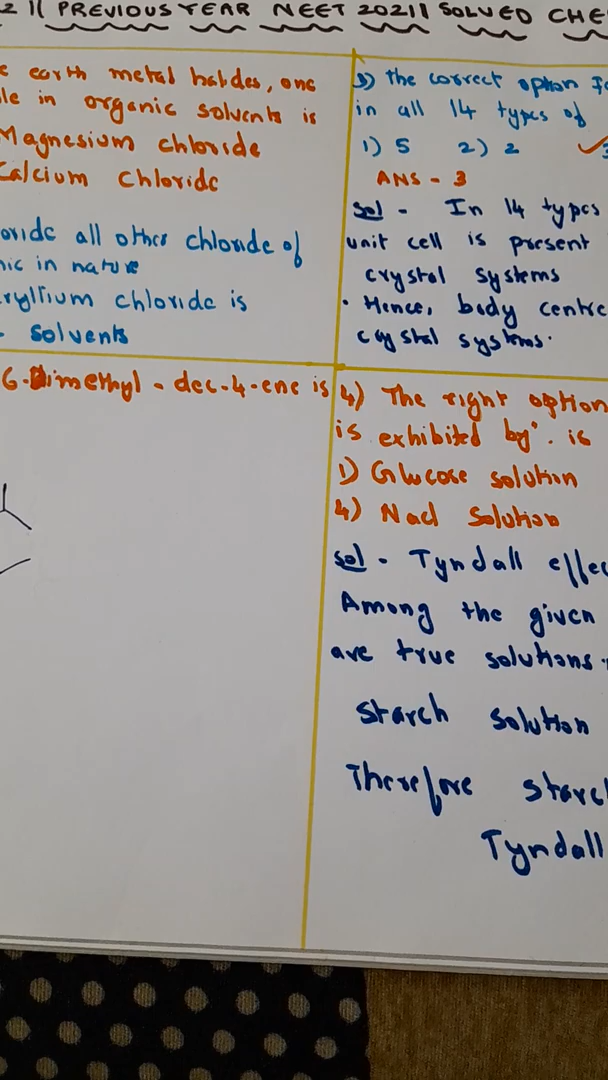 2 || PREVIOUS YEAR NEET 2021 || SOLVED CHE
e earth metal halides, one
le in organic solvents is
Magnesium chloride
Calcium Chloride
oride all other chloride of
nic in nature
ryllium chloride is
Solvents
6-Dimethyl - dec-4-ene is
3) The correct option fo
in all 14 types of
1) 5 2) 2
ANS - 3
Sol - In 14 types
unit cell is present
crystal systems
• Hence, body centre
crystal systems.
4) The right option
is exhibited by". is
1) Glucose solution
4) Nacl Solution
Sol - Tyndall effec
Among the given
are true solutions.
Starch solution
Therefore starc
Tyndall